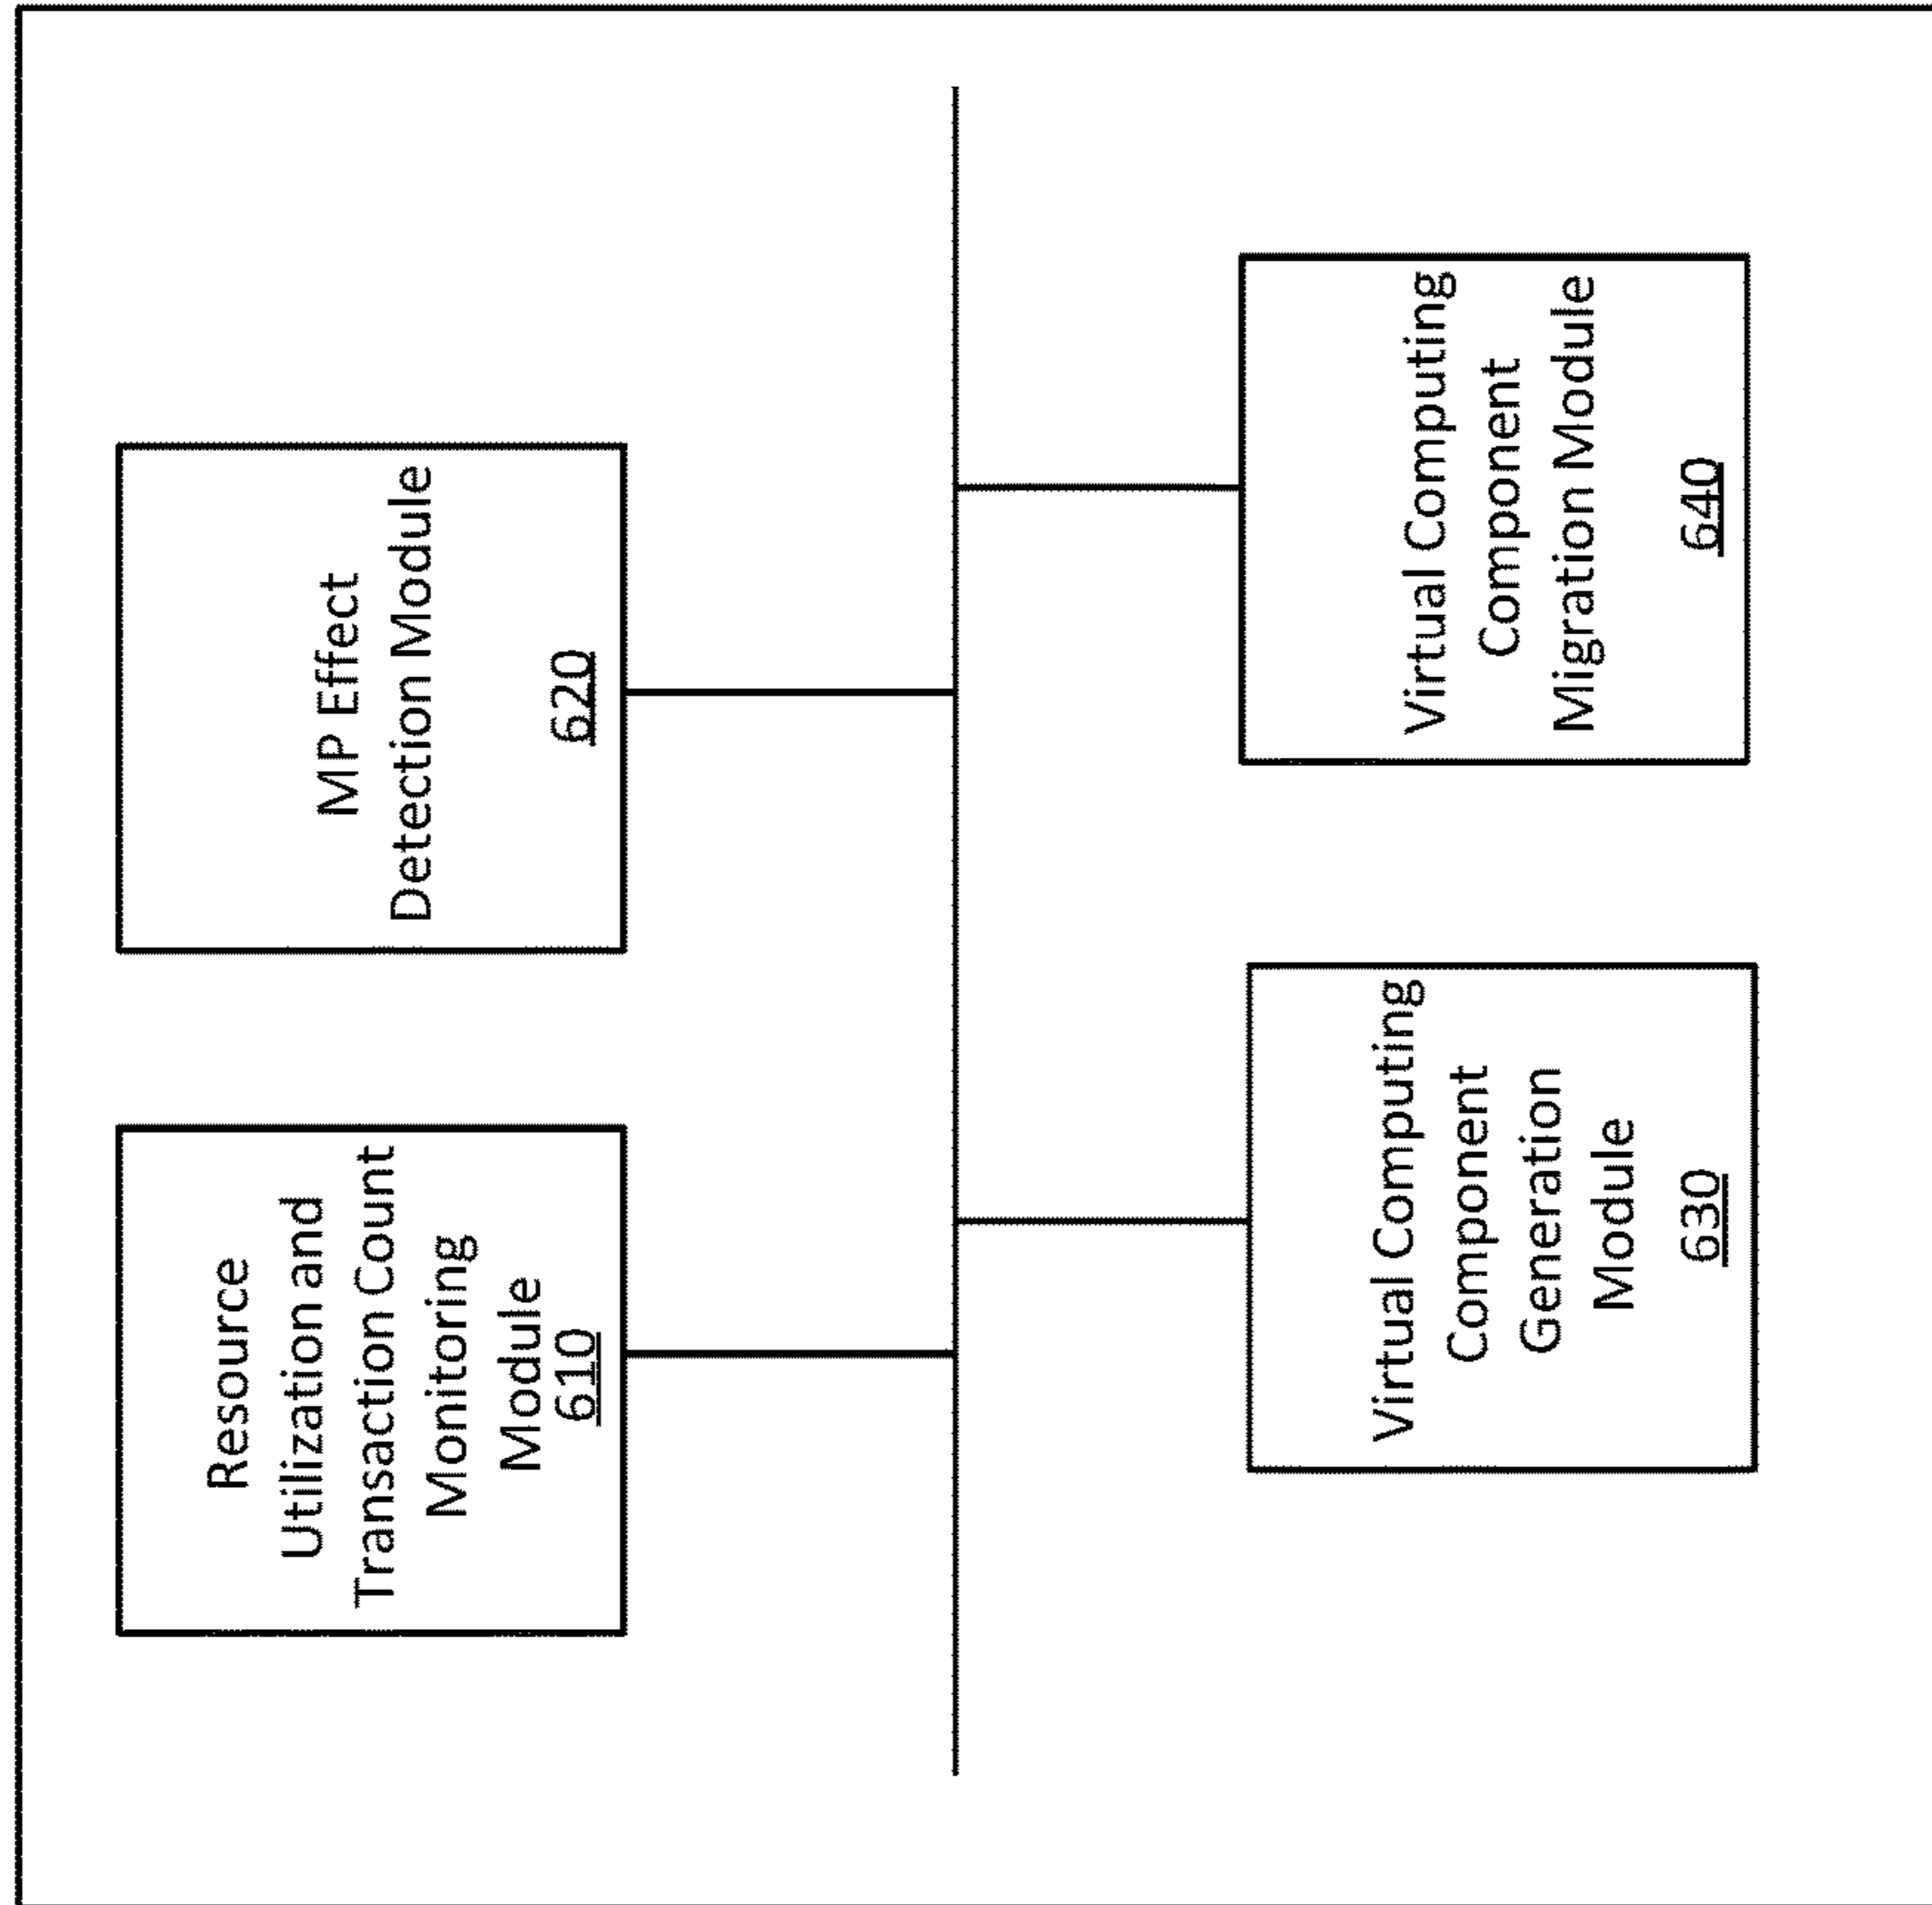 Resource
Utilization and
Transaction Count
Monitoring
Module
610
MP Effect
Detection Module
620
Virtual Computing
Component
Generation
Module
630
Virtual Computing
Component
Migration Module
640